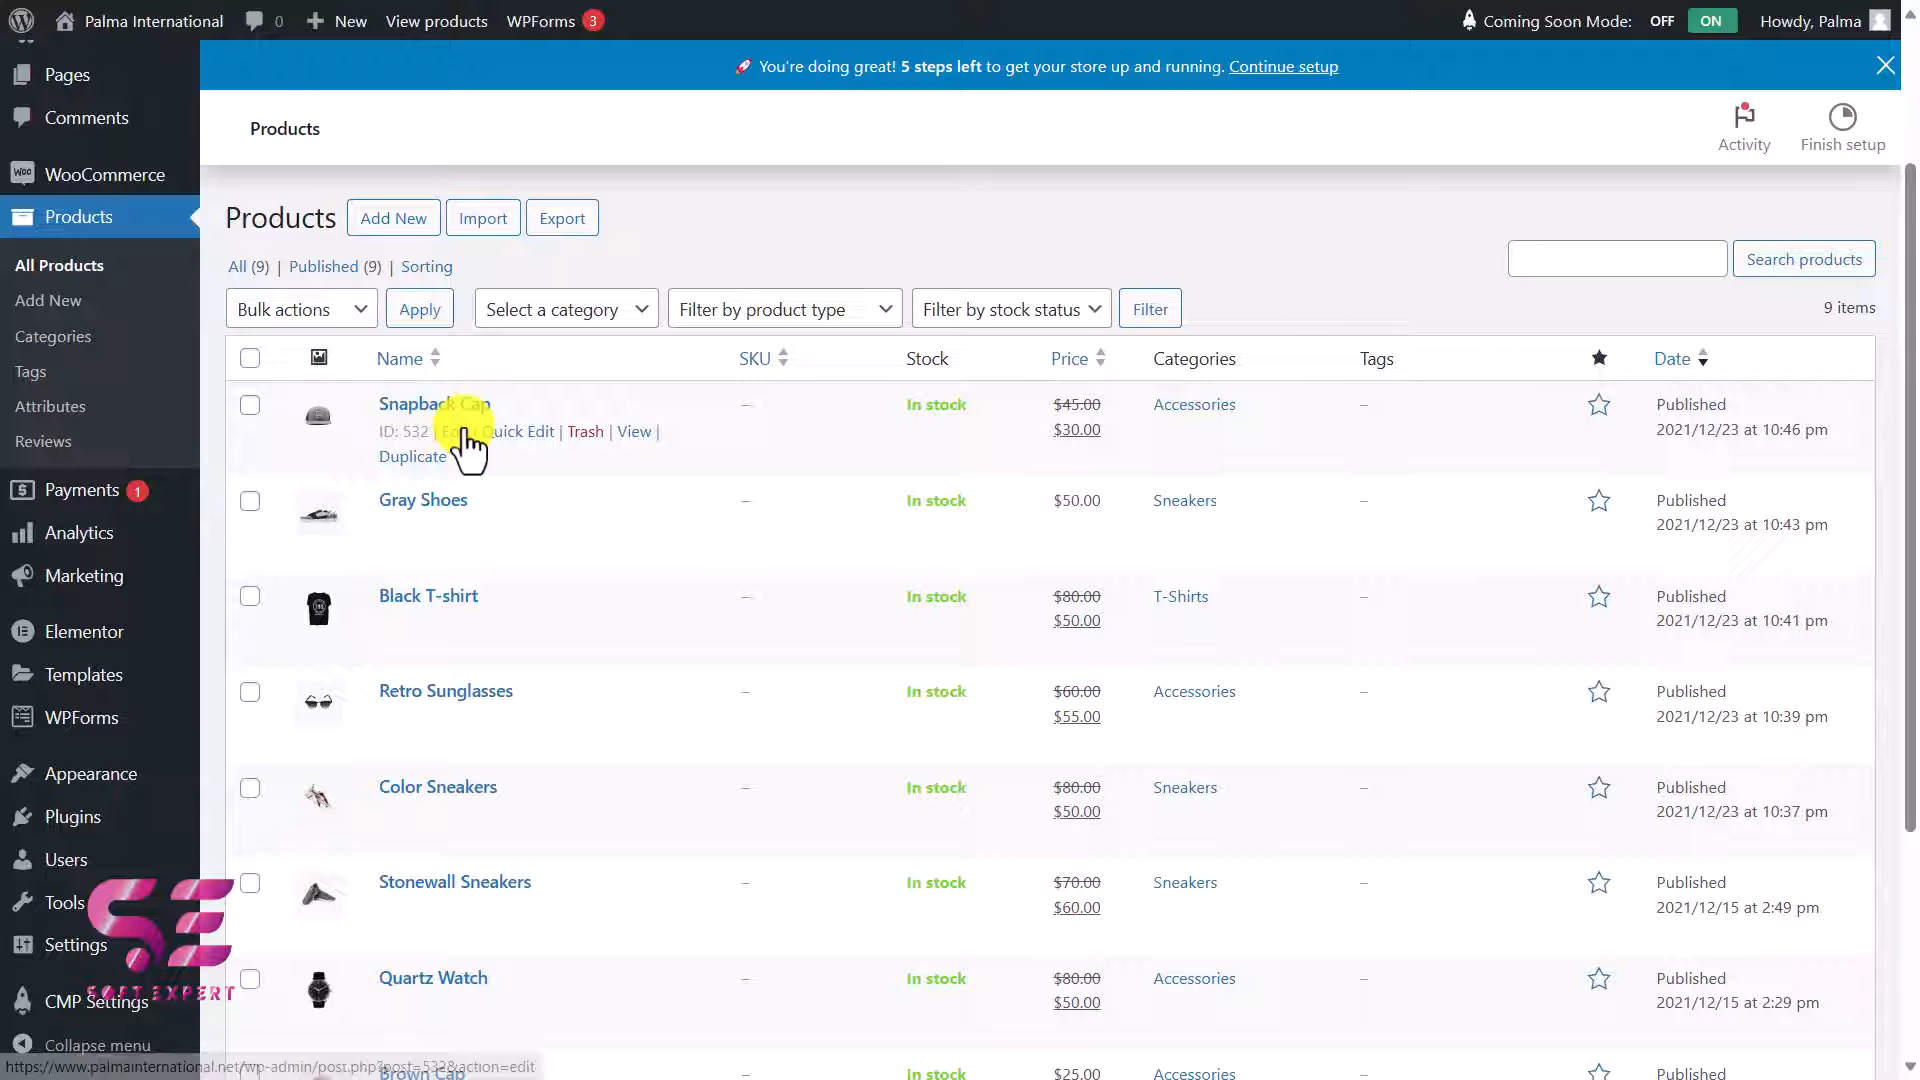 Palma International 0 New View products WPForms 3 Coming Soon Mode: OFF ON Howdy, Palma
Pages
Comments
WooCommerce
Products
All Products
Add New
Categories
Tags
Attributes
Reviews
Payments 1
Analytics
Marketing
Elementor
Templates
WPForms
Appearance
Plugins
Users
Tools
Settings
CMP Settings
Collapse menu
SOFT EXPERT
You're doing great! 5 steps left to get your store up and running. Continue setup
Products
Activity Finish setup
Products Add New Import Export
All (9) | Published (9) | Sorting
Search products
Bulk actions Apply Select a category Filter by product type Filter by stock status Filter 9 items
Name SKU Stock Price Categories Tags Date
Snapback Cap – In stock $45.00 Accessories – Published
ID: 532 | Quick Edit | Trash | View | $30.00 2021/12/23 at 10:46 pm
Duplicate
Gray Shoes – In stock $50.00 Sneakers – Published
2021/12/23 at 10:43 pm
Black T-shirt – In stock $80.00 T-Shirts – Published
$50.00 2021/12/23 at 10:41 pm
Retro Sunglasses – In stock $60.00 Accessories – Published
$55.00 2021/12/23 at 10:39 pm
Color Sneakers – In stock $80.00 Sneakers – Published
$50.00 2021/12/23 at 10:37 pm
Stonewall Sneakers – In stock $70.00 Sneakers – Published
$60.00 2021/12/15 at 2:49 pm
Quartz Watch – In stock $80.00 Accessories – Published
$50.00 2021/12/15 at 2:29 pm
Brown Cap – In stock $25.00 Accessories – Published
https://www.palmainternational.net/wp-admin/post.php?post=532&action=edit